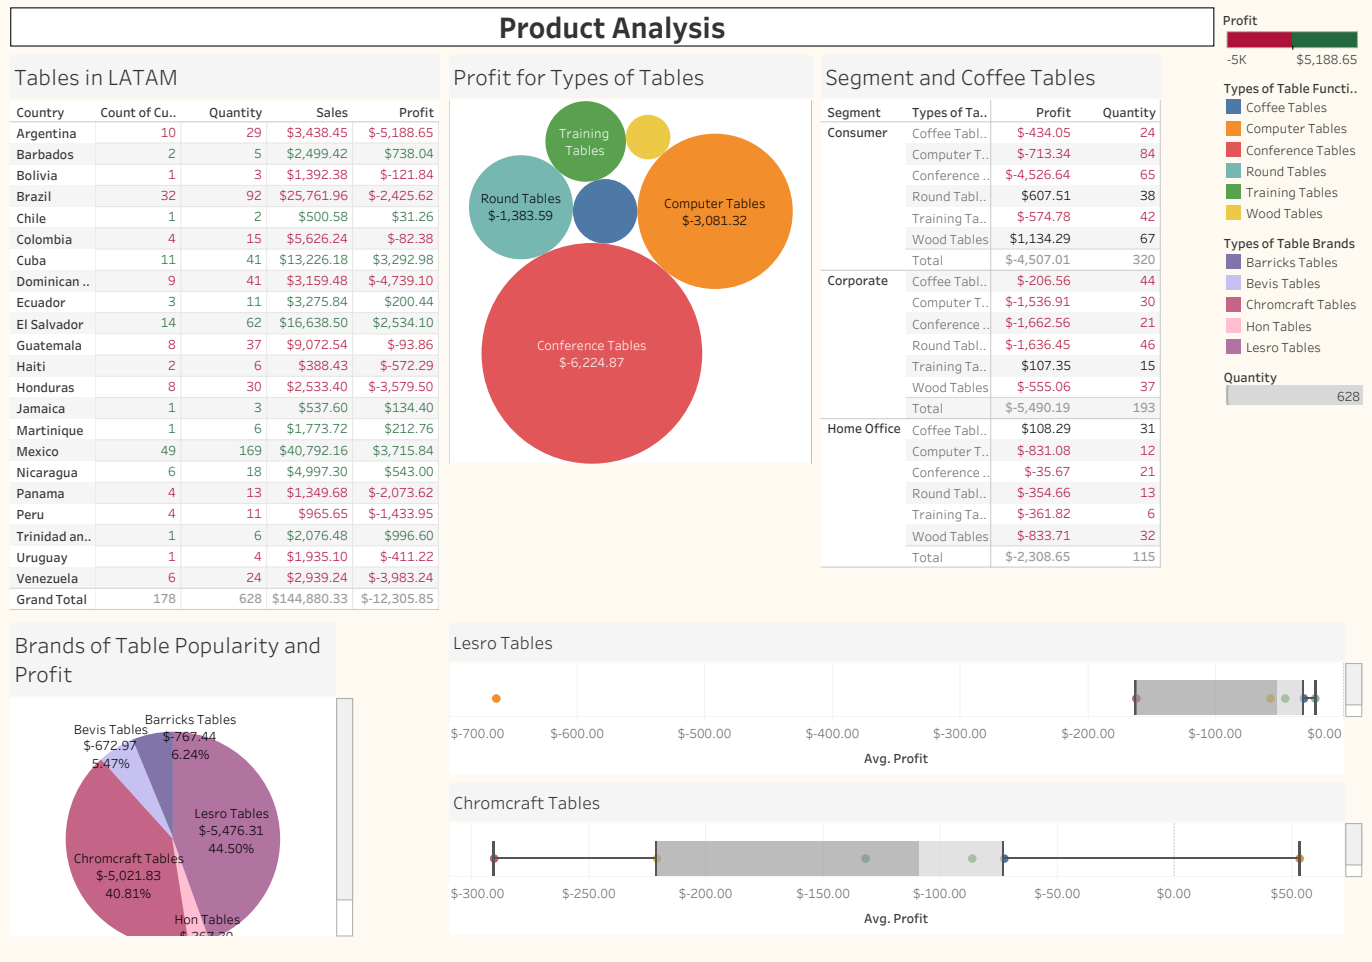 Product Analysis
Profit
-5K $5,188.65
Types of Table Functi..
Coffee Tables
Computer Tables
Conference Tables
Round Tables
Training Tables
Wood Tables
Types of Table Brands
Barricks Tables
Bevis Tables
Chromcraft Tables
Hon Tables
Lesro Tables
Quantity
628
Tables in LATAM
Country Count of Cu.. Quantity Sales Profit
Argentina 10 29 $3,438.45 $-5,188.65
Barbados 2 5 $2,499.42 $738.04
Bolivia 1 3 $1,392.38 $-121.84
Brazil 32 92 $25,761.96 $-2,425.62
Chile 1 2 $500.58 $31.26
Colombia 4 15 $5,626.24 $-82.38
Cuba 11 41 $13,226.18 $3,292.98
Dominican .. 9 41 $3,159.48 $-4,739.10
Ecuador 3 11 $3,275.84 $200.44
El Salvador 14 62 $16,638.50 $2,534.10
Guatemala 8 37 $9,072.54 $-93.86
Haiti 2 6 $388.43 $-572.29
Honduras 8 30 $2,533.40 $-3,579.50
Jamaica 1 3 $537.60 $134.40
Martinique 1 6 $1,773.72 $212.76
Mexico 49 169 $40,792.16 $3,715.84
Nicaragua 6 18 $4,997.30 $543.00
Panama 4 13 $1,349.68 $-2,073.62
Peru 4 11 $965.65 $-1,433.95
Trinidad an.. 1 6 $2,076.48 $996.60
Uruguay 1 4 $1,935.10 $-411.22
Venezuela 6 24 $2,939.24 $-3,983.24
Grand Total 178 628 $144,880.33 $-12,305.85
Profit for Types of Tables
Training
Tables
Round Tables
$-1,383.59
Computer Tables
$-3,081.32
Conference Tables
$-6,224.87
Segment and Coffee Tables
Segment Types of Ta.. Profit Quantity
Consumer Coffee Tabl.. $-434.05 24
Computer T.. $-713.34 84
Conference .. $-4,526.64 65
Round Tabl.. $607.51 38
Training Ta.. $-574.78 42
Wood Tables $1,134.29 67
Total $-4,507.01 320
Corporate Coffee Tabl.. $-206.56 44
Computer T.. $-1,536.91 30
Conference .. $-1,662.56 21
Round Tabl.. $-1,636.45 46
Training Ta.. $107.35 15
Wood Tables $-555.06 37
Total $-5,490.19 193
Home Office Coffee Tabl.. $108.29 31
Computer T.. $-831.08 12
Conference .. $-35.67 21
Round Tabl.. $-354.66 13
Training Ta.. $-361.82 6
Wood Tables $-833.71 32
Total $-2,308.65 115
Brands of Table Popularity and
Profit
Barricks Tables
$-767.44
6.24%
Bevis Tables
$-672.97
5.47%
Lesro Tables
$-5,476.31
44.50%
Chromcraft Tables
$-5,021.83
40.81%
Hon Tables
Lesro Tables
$-700.00 $-600.00 $-500.00 $-400.00 $-300.00 $-200.00 $-100.00 $0.00
Avg. Profit
Chromcraft Tables
$-300.00 $-250.00 $-200.00 $-150.00 $-100.00 $-50.00 $0.00 $50.00
Avg. Profit